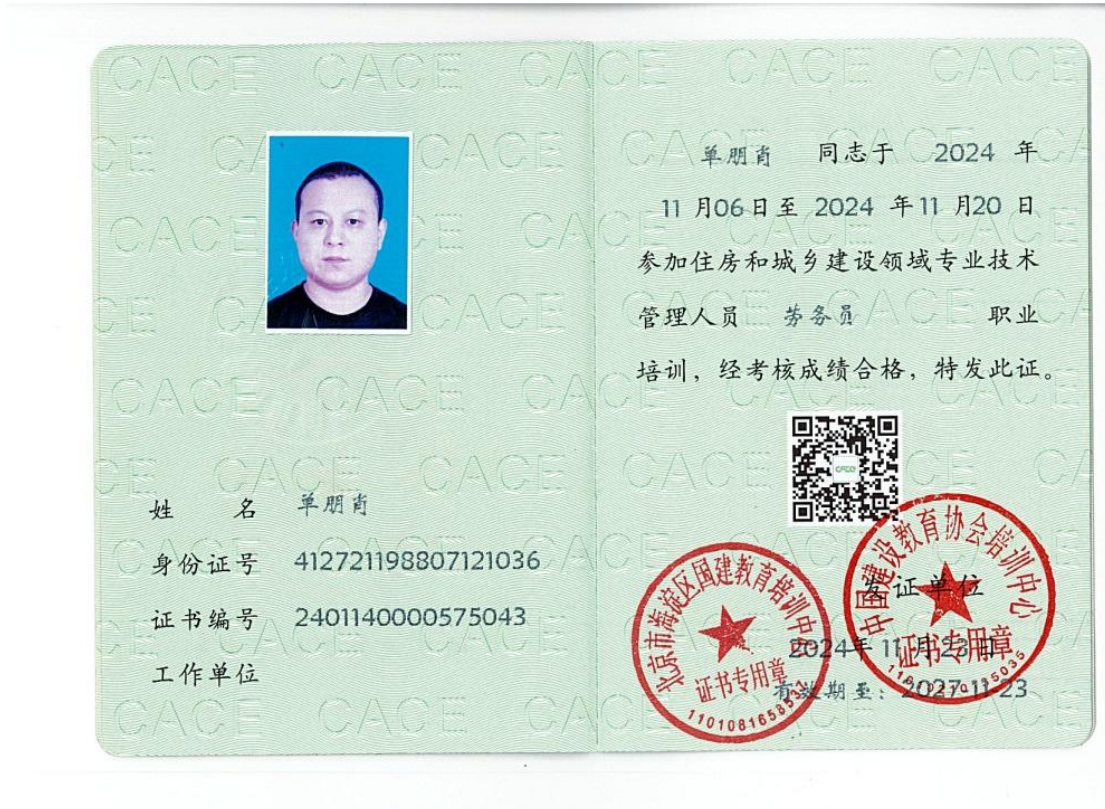 姓 名 单朋肖
身份证号 412721198807121036
证书编号 2401140000575043
工作单位
单朋肖 同志于 2024 年
11 月06日至 2024 年11 月20 日
参加住房和城乡建设领域专业技术
管理人员 劳务员 职业
培训，经考核成绩合格，特发此证。
发证单位
2024年 11 月 23 日
有效期至：2027-11-23
北京市海淀区国建教育培训中心
证书专用章
中国建设教育协会培训中心
证书专用章
CACE